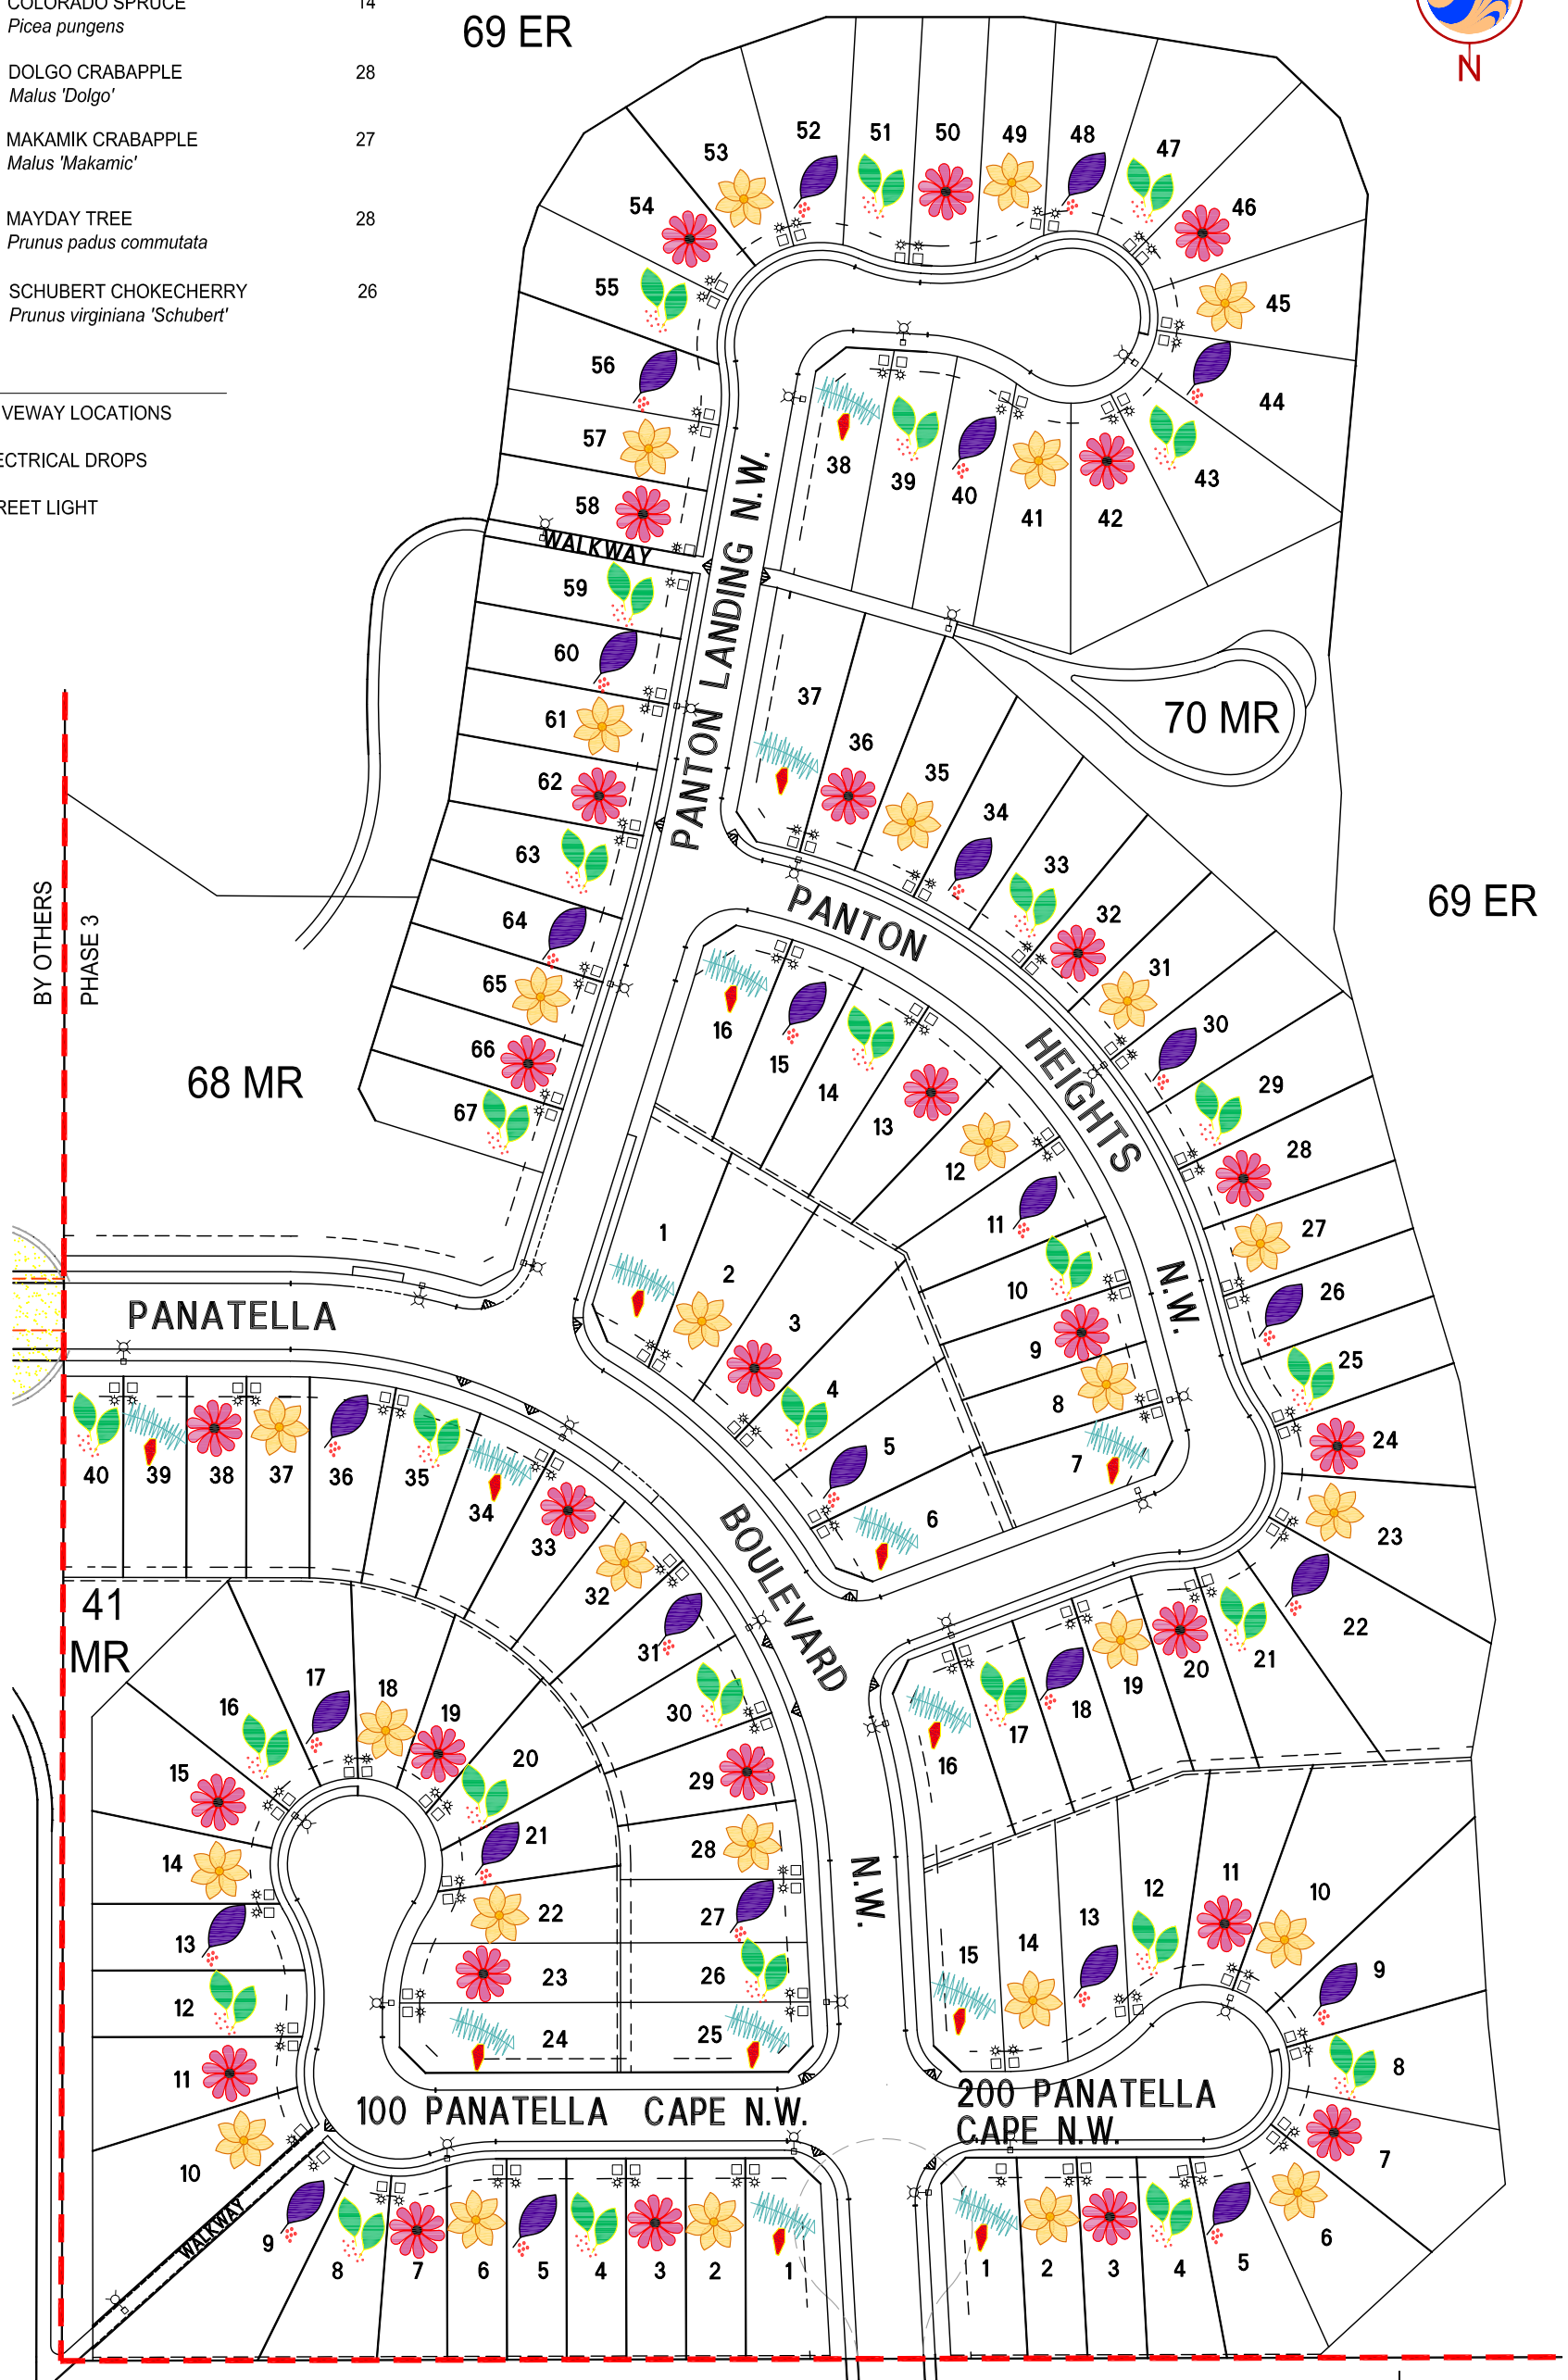 COLORADO SPRUCE 14
Picea pungens
DOLGO CRABAPPLE 28
Malus 'Dolgo'
MAKAMIK CRABAPPLE 27
Malus 'Makamic'
MAYDAY TREE 28
Prunus padus commutata
SCHUBERT CHOKECHERRY 26
Prunus virginiana 'Schubert'
VEWAY LOCATIONS
ECTRICAL DROPS
REET LIGHT
69 ER
N
53 52 51 50 49 48 47
54 46
55 45
56 44
57
58
38 39 40 41 42 43
WALKWAY
PANTON LANDING N.W.
59
60
61
62
63
64
65
66
67
37
36
35
34
33
32
31
30
29
28
27
26
25
24
23
22
70 MR
69 ER
BY OTHERS
PHASE 3
68 MR
PANTON
HEIGHTS
N.W.
16
15
14
13
12
11
10
9
8
7
1
2
3
4
5
6
PANATELLA
BOULEVARD
N.W.
40 39 38 37 36 35 34 33 32
31
30
29
28
27
26
25
41
MR
16 17 18 19 20
15 21
14 22
13 23
12 24
11
10
16 17 18 19 20 21
15 14 13 12 11 10
9
8
7
6
100 PANATELLA CAPE N.W.
200 PANATELLA
CAPE N.W.
WALKWAY
9 8 7 6 5 4 3 2 1
1 2 3 4 5